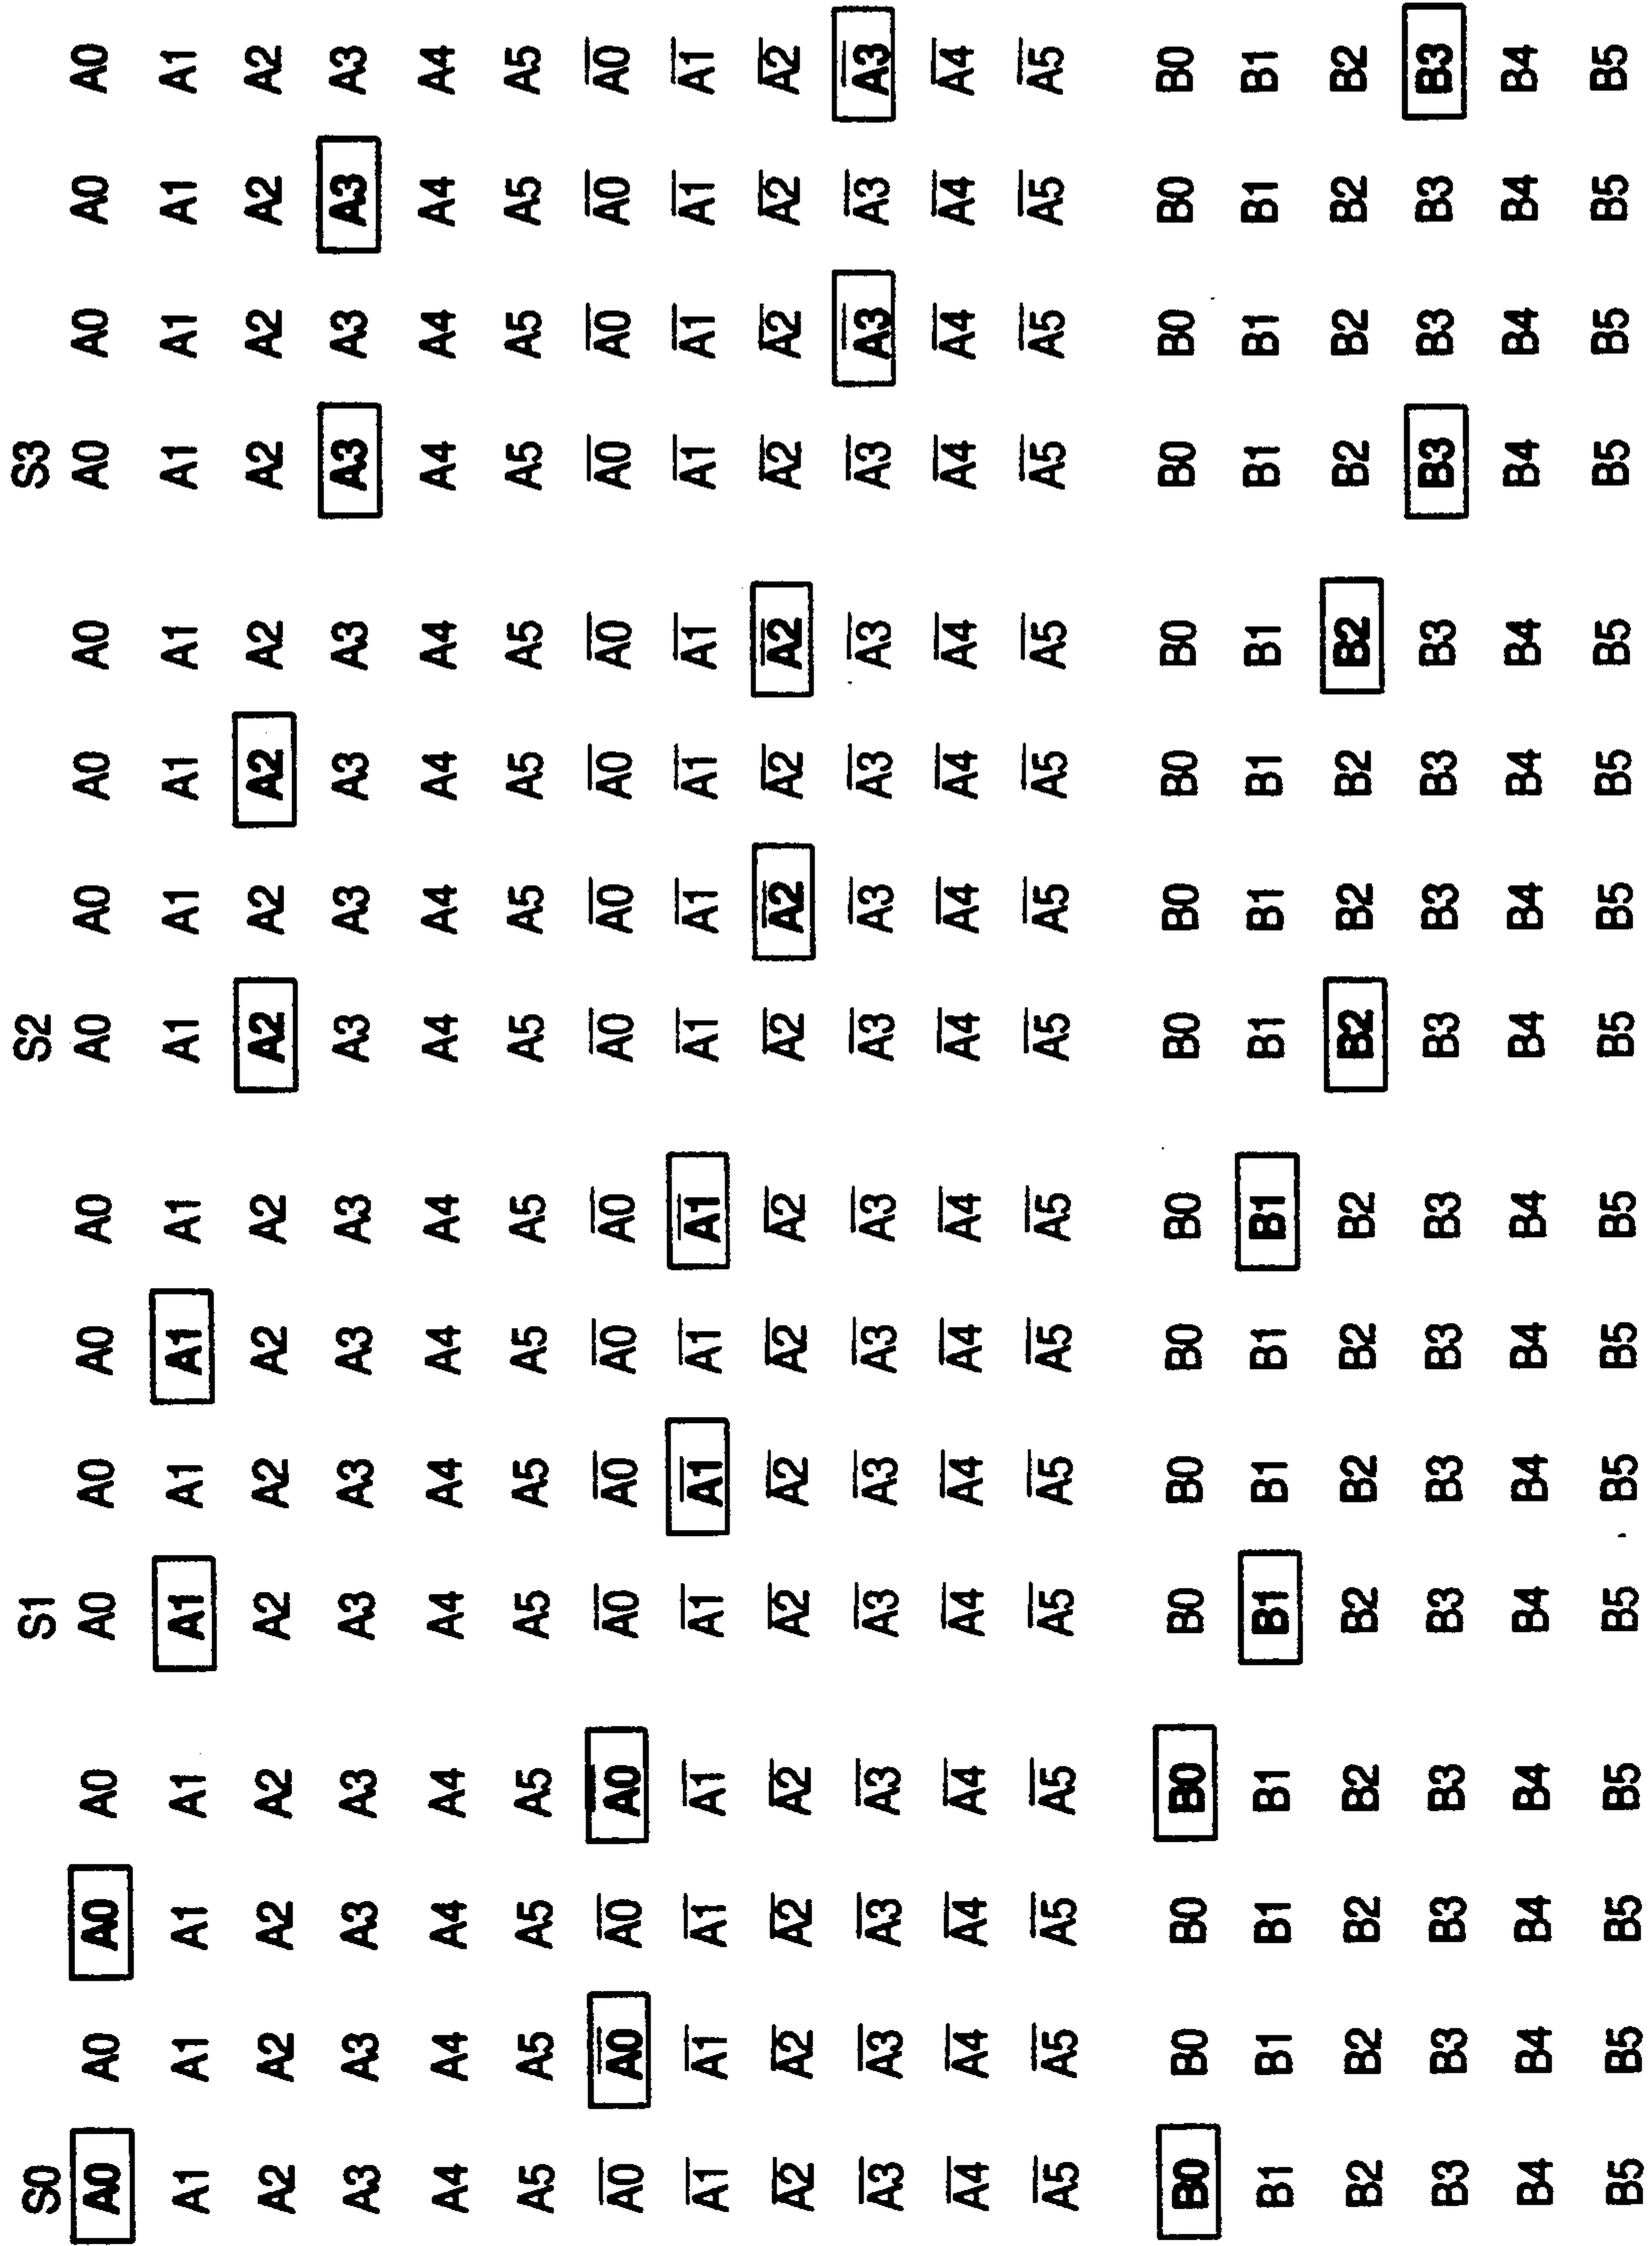 S0 S1 S2 S3
A0 A0 A0 A0 A0 A0 A0 A0 A0 A0 A0 A0 A0 A0 A0 A0
A1 A1 A1 A1 A1 A1 A1 A1 A1 A1 A1 A1 A1 A1 A1 A1
A2 A2 A2 A2 A2 A2 A2 A2 A2 A2 A2 A2 A2 A2 A2 A2
A3 A3 A3 A3 A3 A3 A3 A3 A3 A3 A3 A3 A3 A3 A3 A3
A4 A4 A4 A4 A4 A4 A4 A4 A4 A4 A4 A4 A4 A4 A4 A4
A5 A5 A5 A5 A5 A5 A5 A5 A5 A5 A5 A5 A5 A5 A5 A5
A̅0̅ A̅0̅ A̅0̅ A̅0̅ A̅0̅ A̅0̅ A̅0̅ A̅0̅ A̅0̅ A̅0̅ A̅0̅ A̅0̅ A̅0̅ A̅0̅ A̅0̅ A̅0̅
A̅1̅ A̅1̅ A̅1̅ A̅1̅ A̅1̅ A̅1̅ A̅1̅ A̅1̅ A̅1̅ A̅1̅ A̅1̅ A̅1̅ A̅1̅ A̅1̅ A̅1̅ A̅1̅
A̅2̅ A̅2̅ A̅2̅ A̅2̅ A̅2̅ A̅2̅ A̅2̅ A̅2̅ A̅2̅ A̅2̅ A̅2̅ A̅2̅ A̅2̅ A̅2̅ A̅2̅ A̅2̅
A̅3̅ A̅3̅ A̅3̅ A̅3̅ A̅3̅ A̅3̅ A̅3̅ A̅3̅ A̅3̅ A̅3̅ A̅3̅ A̅3̅ A̅3̅ A̅3̅ A̅3̅ A̅3̅
A̅4̅ A̅4̅ A̅4̅ A̅4̅ A̅4̅ A̅4̅ A̅4̅ A̅4̅ A̅4̅ A̅4̅ A̅4̅ A̅4̅ A̅4̅ A̅4̅ A̅4̅ A̅4̅
A̅5̅ A̅5̅ A̅5̅ A̅5̅ A̅5̅ A̅5̅ A̅5̅ A̅5̅ A̅5̅ A̅5̅ A̅5̅ A̅5̅ A̅5̅ A̅5̅ A̅5̅ A̅5̅
B0 B0 B0 B0 B0 B0 B0 B0 B0 B0 B0 B0 B0 B0 B0 B0
B1 B1 B1 B1 B1 B1 B1 B1 B1 B1 B1 B1 B1 B1 B1 B1
B2 B2 B2 B2 B2 B2 B2 B2 B2 B2 B2 B2 B2 B2 B2 B2
B3 B3 B3 B3 B3 B3 B3 B3 B3 B3 B3 B3 B3 B3 B3 B3
B4 B4 B4 B4 B4 B4 B4 B4 B4 B4 B4 B4 B4 B4 B4 B4
B5 B5 B5 B5 B5 B5 B5 B5 B5 B5 B5 B5 B5 B5 B5 B5